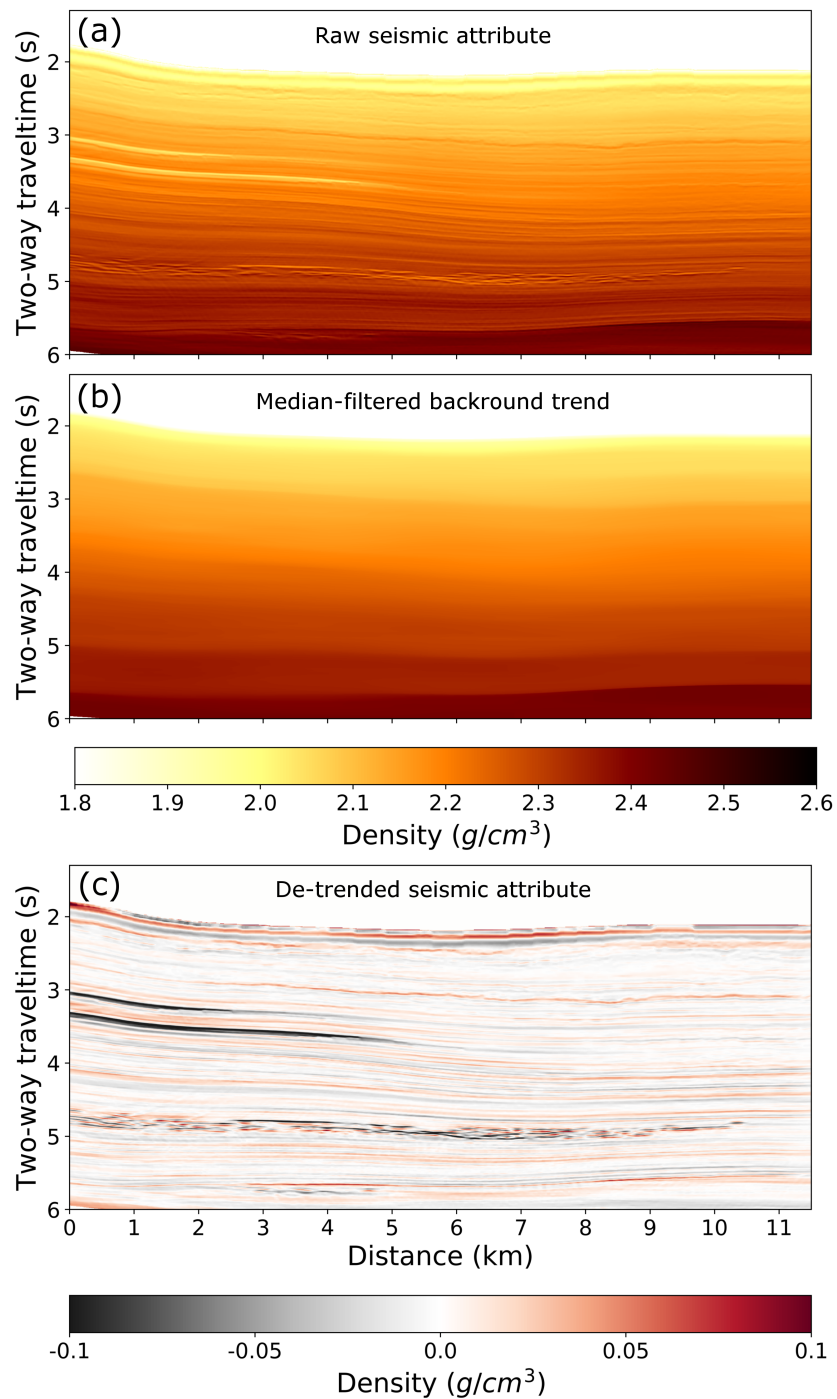 (a)
Raw seismic attribute
Two-way traveltime (s)
2
3
4
5
6
(b)
Median-filtered backround trend
Two-way traveltime (s)
2
3
4
5
6
1.8 1.9 2.0 2.1 2.2 2.3 2.4 2.5 2.6
Density (g/cm³)
(c)
De-trended seismic attribute
Two-way traveltime (s)
2
3
4
5
6
0 1 2 3 4 5 6 7 8 9 10 11
Distance (km)
-0.1 -0.05 0.0 0.05 0.1
Density (g/cm³)